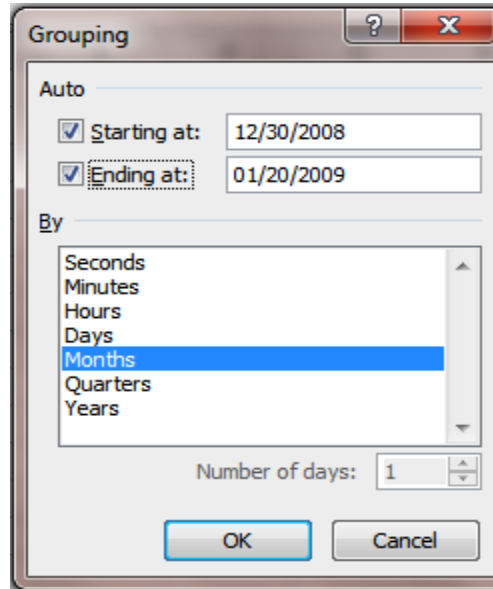 Grouping
Auto
Starting at: 12/30/2008
Ending at: 01/20/2009
By
Seconds
Minutes
Hours
Days
Months
Quarters
Years
Number of days: 1
OK Cancel